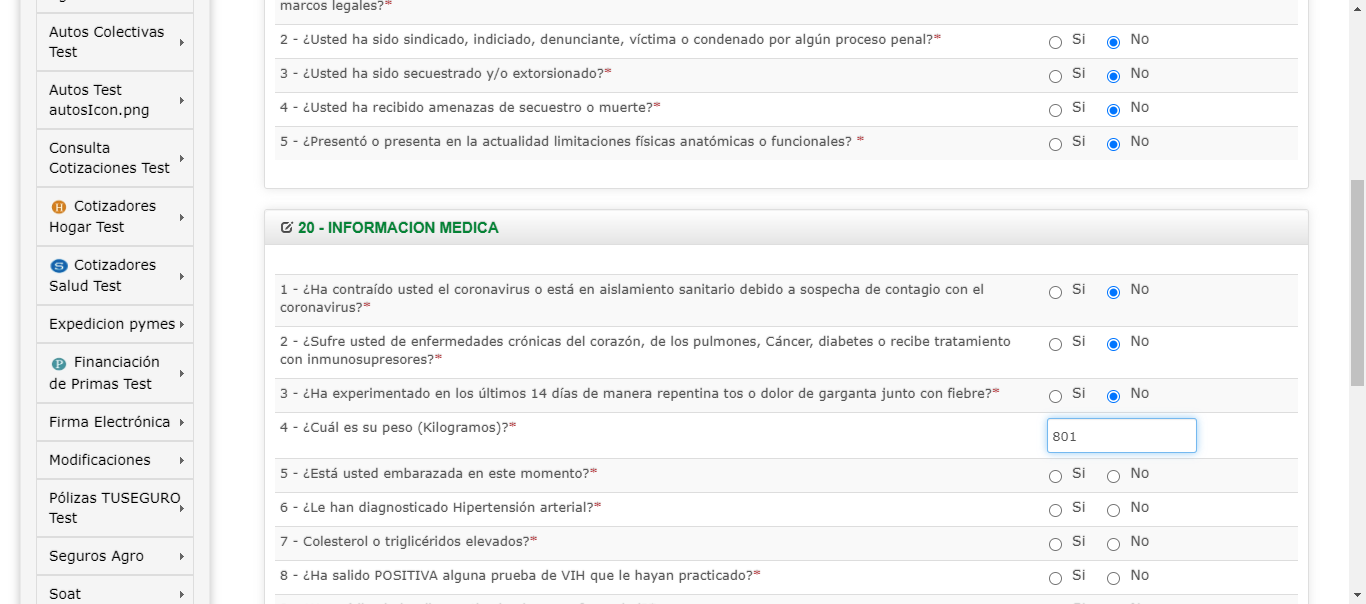 Autos Colectivas
Test
Autos Test
autosIcon.png
Consulta
Cotizaciones Test
H Cotizadores
Hogar Test
S Cotizadores
Salud Test
Expedicion pymes
P Financiación
de Primas Test
Firma Electrónica
Modificaciones
Pólizas TUSEGURO
Test
Seguros Agro
Soat
marcos legales?*
2 - ¿Usted ha sido sindicado, indiciado, denunciante, víctima o condenado por algún proceso penal?* Si No
3 - ¿Usted ha sido secuestrado y/o extorsionado?* Si No
4 - ¿Usted ha recibido amenazas de secuestro o muerte?* Si No
5 - ¿Presentó o presenta en la actualidad limitaciones físicas anatómicas o funcionales? * Si No
20 - INFORMACION MEDICA
1 - ¿Ha contraído usted el coronavirus o está en aislamiento sanitario debido a sospecha de contagio con el Si No
coronavirus?*
2 - ¿Sufre usted de enfermedades crónicas del corazón, de los pulmones, Cáncer, diabetes o recibe tratamiento Si No
con inmunosupresores?*
3 - ¿Ha experimentado en los últimos 14 días de manera repentina tos o dolor de garganta junto con fiebre?* Si No
4 - ¿Cuál es su peso (Kilogramos)?* 801
5 - ¿Está usted embarazada en este momento?* Si No
6 - ¿Le han diagnosticado Hipertensión arterial?* Si No
7 - Colesterol o triglicéridos elevados?* Si No
8 - ¿Ha salido POSITIVA alguna prueba de VIH que le hayan practicado?* Si No